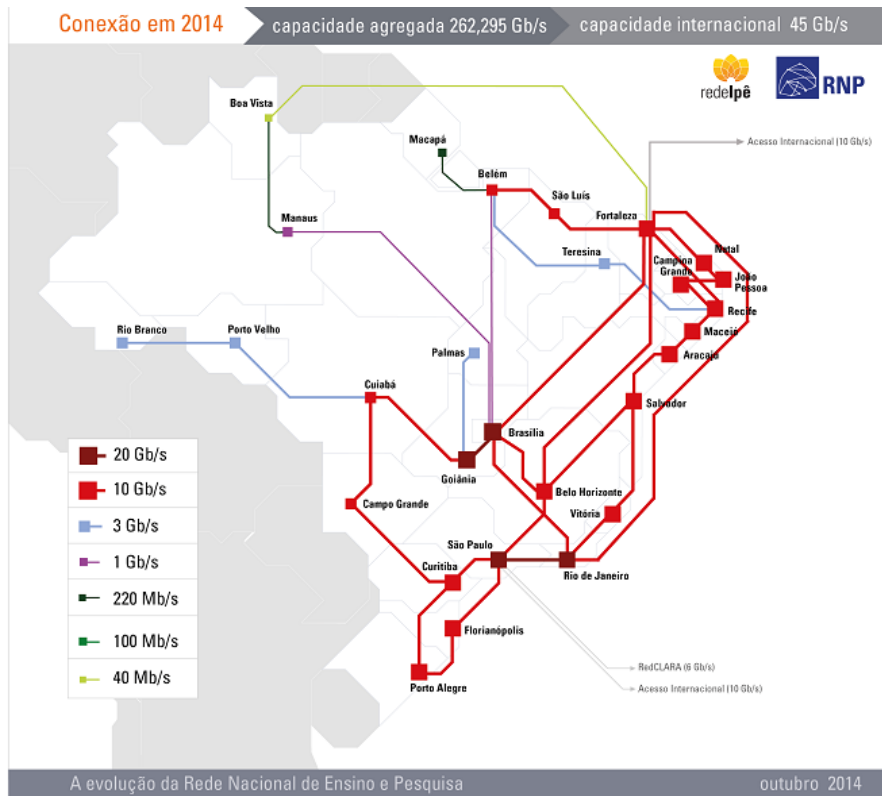 Conexão em 2014
capacidade agregada 262,295 Gb/s
capacidade internacional 45 Gb/s
redeIpê
RNP
Boa Vista
Macapá
Acesso Internacional (10 Gb/s)
Belém
São Luís
Fortaleza
Manaus
Teresina
Natal
Campina
Grande
João
Pessoa
Recife
Maceió
Rio Branco
Porto Velho
Palmas
Aracajú
Cuiabá
Salvador
Brasília
20 Gb/s
10 Gb/s
3 Gb/s
1 Gb/s
220 Mb/s
100 Mb/s
40 Mb/s
Goiânia
Belo Horizonte
Campo Grande
Vitória
São Paulo
Rio de Janeiro
Curitiba
Florianópolis
RedCLARA (6 Gb/s)
Acesso Internacional (10 Gb/s)
Porto Alegre
A evolução da Rede Nacional de Ensino e Pesquisa
outubro 2014